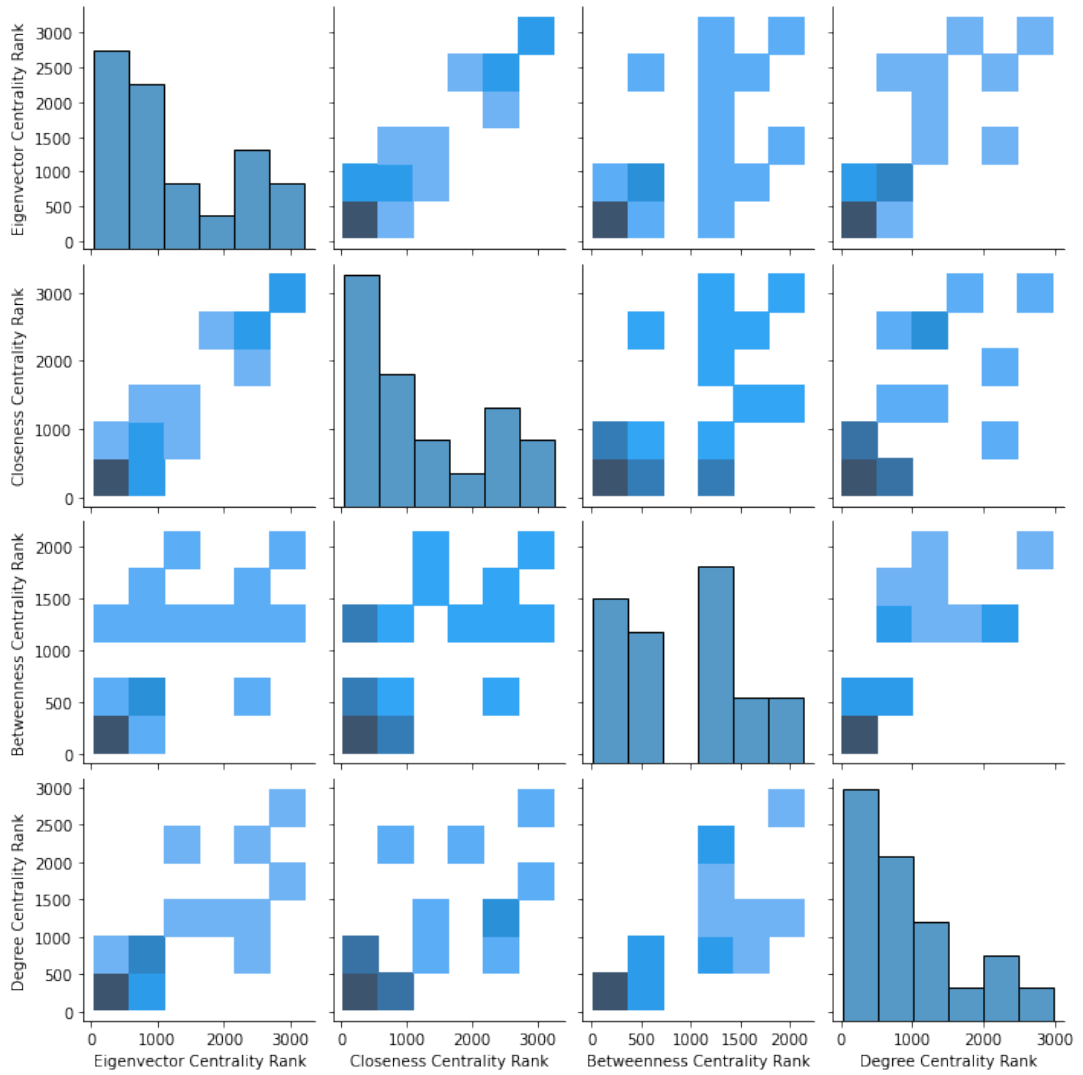 3000
2500
2000
1500
1000
500
0
Eigenvector Centrality Rank
3000
2000
1000
0
Closeness Centrality Rank
2000
1500
1000
500
0
Betweenness Centrality Rank
3000
2500
2000
1500
1000
500
0
Degree Centrality Rank
0 1000 2000 3000
0 1000 2000 3000
0 500 1000 1500 2000
0 1000 2000 3000
Eigenvector Centrality Rank
Closeness Centrality Rank
Betweenness Centrality Rank
Degree Centrality Rank